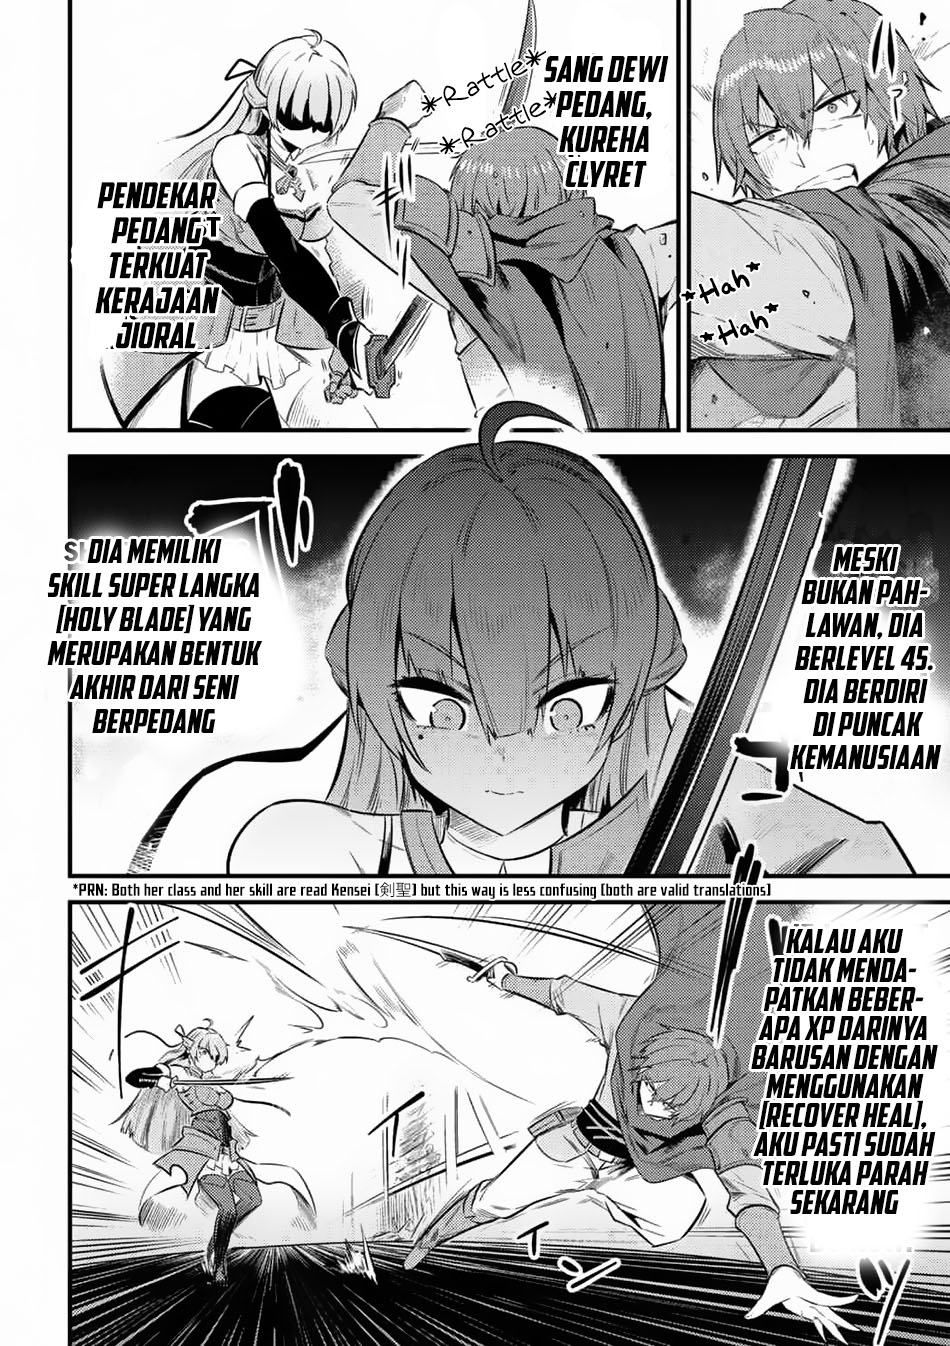 SANG DEWI
PEDANG,
KUREHA
CLYRET
*Rattle*
*Rattle*
PENDEKAR
PEDANG
TERKUAT
KERAJAAN
JIORAL
*Hah*
*Hah*
MESKI
BUKAN PAH-
LAWAN, DIA
BERLEVEL 45.
DIA BERDIRI
DI PUNCAK
KEMANUSIAAN
DIA MEMILIKI
SKILL SUPER LANGKA
[HOLY BLADE] YANG
MERUPAKAN BENTUK
AKHIR DARI SENI
BERPEDANG
*PRN: Both her class and her skill are read Kensei [剣聖] but this way is less confusing (both are valid translations)
KALAU AKU
TIDAK MENDA-
PATKAN BEBER-
APA XP DARINYA
BARUSAN DENGAN
MENGGUNAKAN
[RECOVER HEAL],
AKU PASTI SUDAH
TERLUKA PARAH
SEKARANG